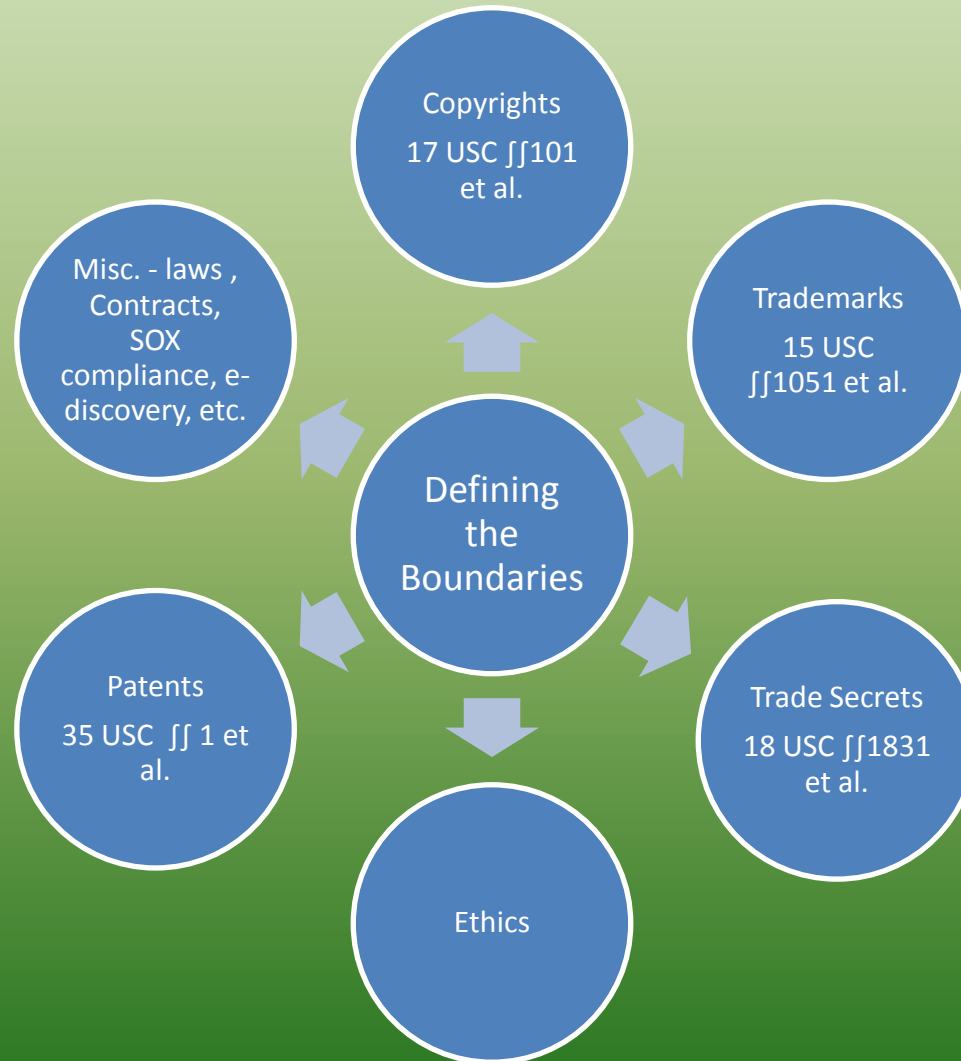 Copyrights
17 USC ∫∫101
et al.
Misc. - laws ,
Contracts,
SOX
compliance, e-
discovery, etc.
Trademarks
15 USC
∫∫1051 et al.
Defining
the
Boundaries
Patents
35 USC  ∫∫ 1 et
al.
Trade Secrets
18 USC ∫∫1831
et al.
Ethics